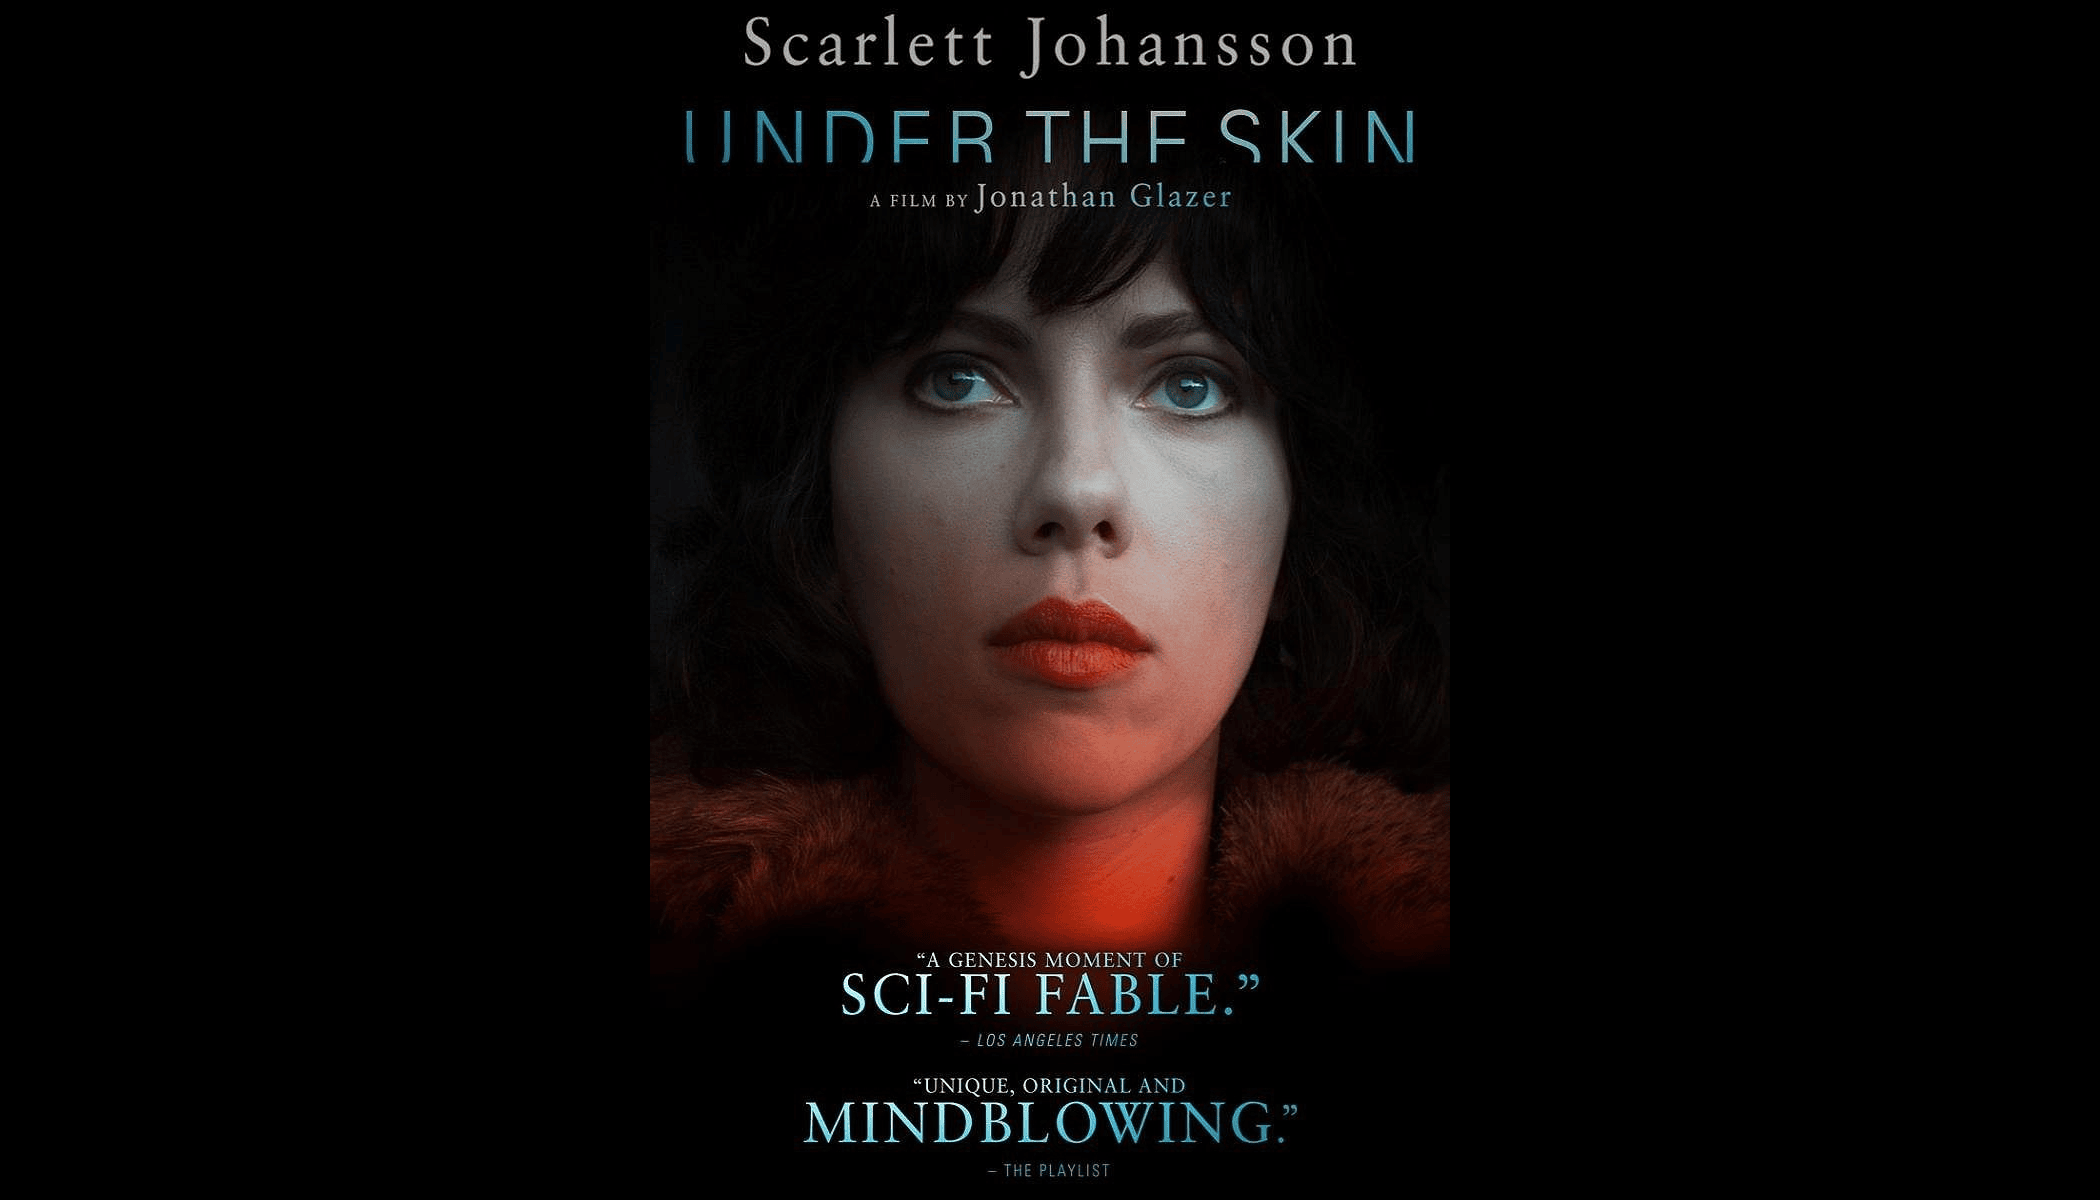 Scarlett Johansson
UNDER THE SKIN
A FILM BY Jonathan Glazer
“A GENESIS MOMENT OF
SCI-FI FABLE.”
– LOS ANGELES TIMES
“UNIQUE, ORIGINAL AND
MINDBLOWING.”
– THE PLAYLIST